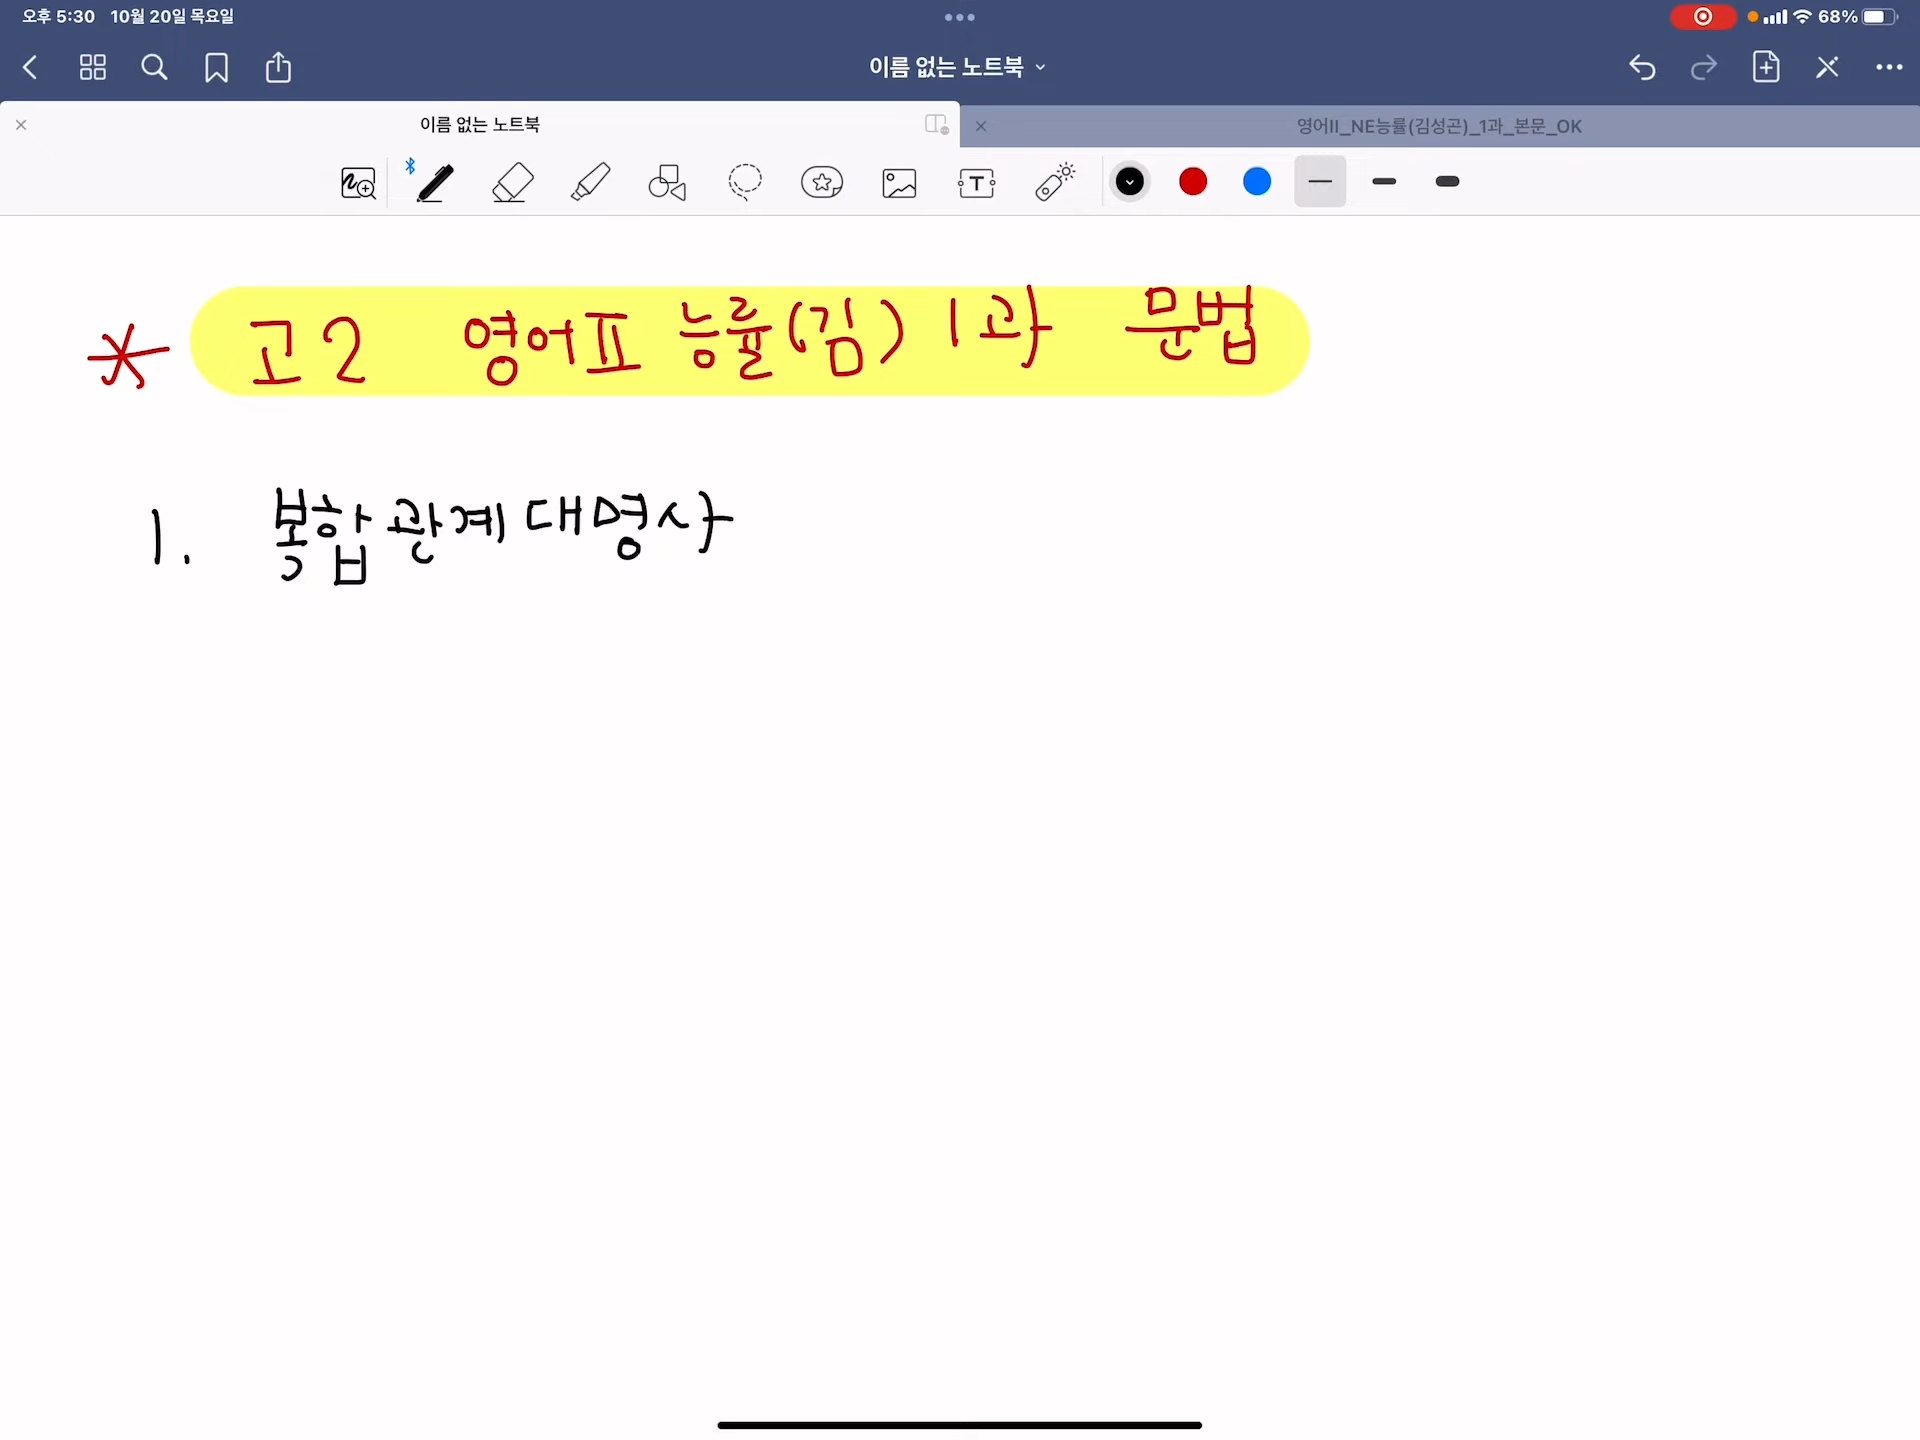 오후 5:30 10월 20일 목요일
68%
이름 없는 노트북
이름 없는 노트북
영어II_NE능률(김성곤)_1과_본문_OK
* 고2 영어Ⅱ 능률(김) 1과 문법
1. 복합관계대명사